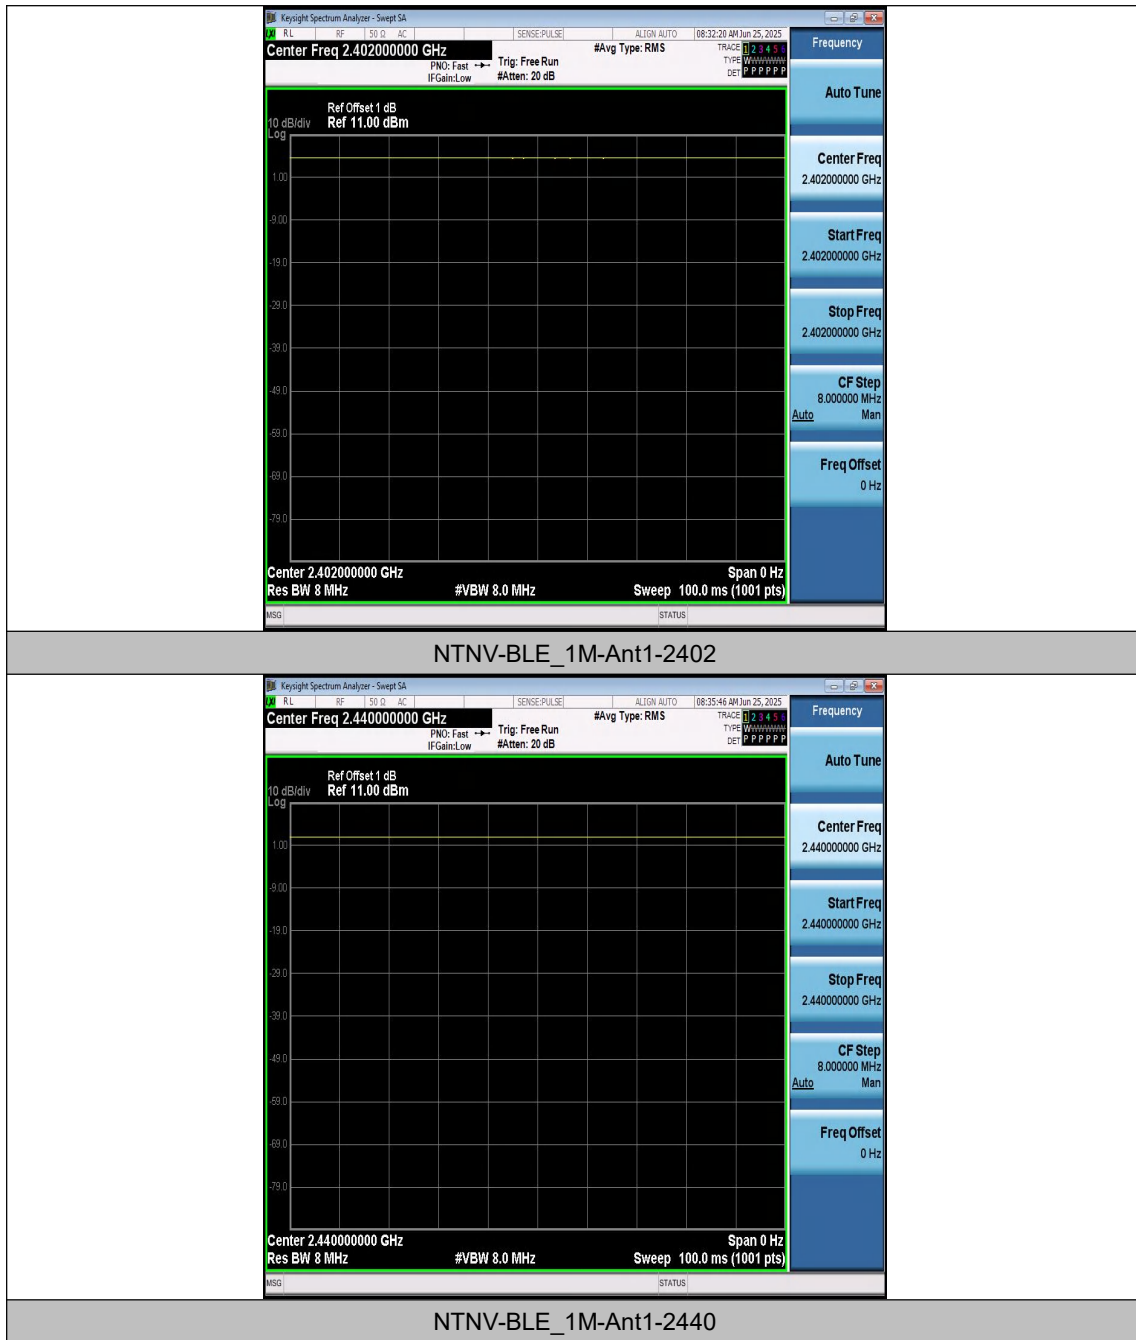 Keysight Spectrum Analyzer - Swept SA
RL RF 50 Ω AC SENSE:PULSE ALIGN AUTO 08:32:20 AM Jun 25, 2025
Center Freq 2.402000000 GHz
#Avg Type: RMS
TRACE 1 2 3 4 5 6
PNO: Fast Trig: Free Run
TYPE W
IFGain:Low #Atten: 20 dB
DET P P P P P P
Frequency
Auto Tune
Ref Offset 1 dB
10 dB/div Ref 11.00 dBm
Log
1.00
-9.00
-19.0
-29.0
-39.0
-49.0
-59.0
-69.0
-79.0
Center Freq
2.402000000 GHz
Start Freq
2.402000000 GHz
Stop Freq
2.402000000 GHz
CF Step
8.000000 MHz
Auto Man
Freq Offset
0 Hz
Center 2.402000000 GHz Span 0 Hz
Res BW 8 MHz #VBW 8.0 MHz Sweep 100.0 ms (1001 pts)
MSG STATUS
NTNV-BLE_1M-Ant1-2402
Keysight Spectrum Analyzer - Swept SA
RL RF 50 Ω AC SENSE:PULSE ALIGN AUTO 08:35:46 AM Jun 25, 2025
Center Freq 2.440000000 GHz
#Avg Type: RMS
TRACE 1 2 3 4 5 6
PNO: Fast Trig: Free Run
TYPE W
IFGain:Low #Atten: 20 dB
DET P P P P P P
Frequency
Auto Tune
Ref Offset 1 dB
10 dB/div Ref 11.00 dBm
Log
1.00
-9.00
-19.0
-29.0
-39.0
-49.0
-59.0
-69.0
-79.0
Center Freq
2.440000000 GHz
Start Freq
2.440000000 GHz
Stop Freq
2.440000000 GHz
CF Step
8.000000 MHz
Auto Man
Freq Offset
0 Hz
Center 2.440000000 GHz Span 0 Hz
Res BW 8 MHz #VBW 8.0 MHz Sweep 100.0 ms (1001 pts)
MSG STATUS
NTNV-BLE_1M-Ant1-2440